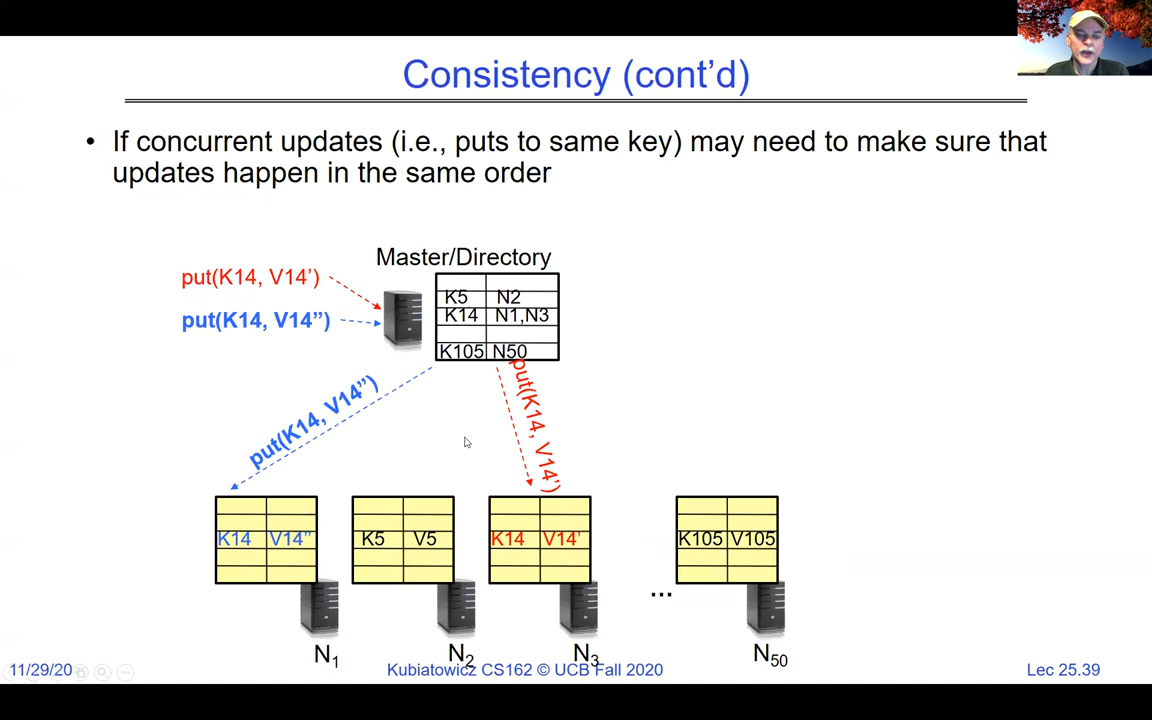 Consistency (cont’d)
• If concurrent updates (i.e., puts to same key) may need to make sure that
updates happen in the same order
Master/Directory
put(K14, V14’)
put(K14, V14”)
K5 N2
K14 N1,N3
K105 N50
put(K14, V14”)
put(K14, V14’)
K14 V14”
K5 V5
K14 V14’
K105 V105
...
N1
N2
N3
N50
11/29/20
Kubiatowicz CS162 © UCB Fall 2020
Lec 25.39